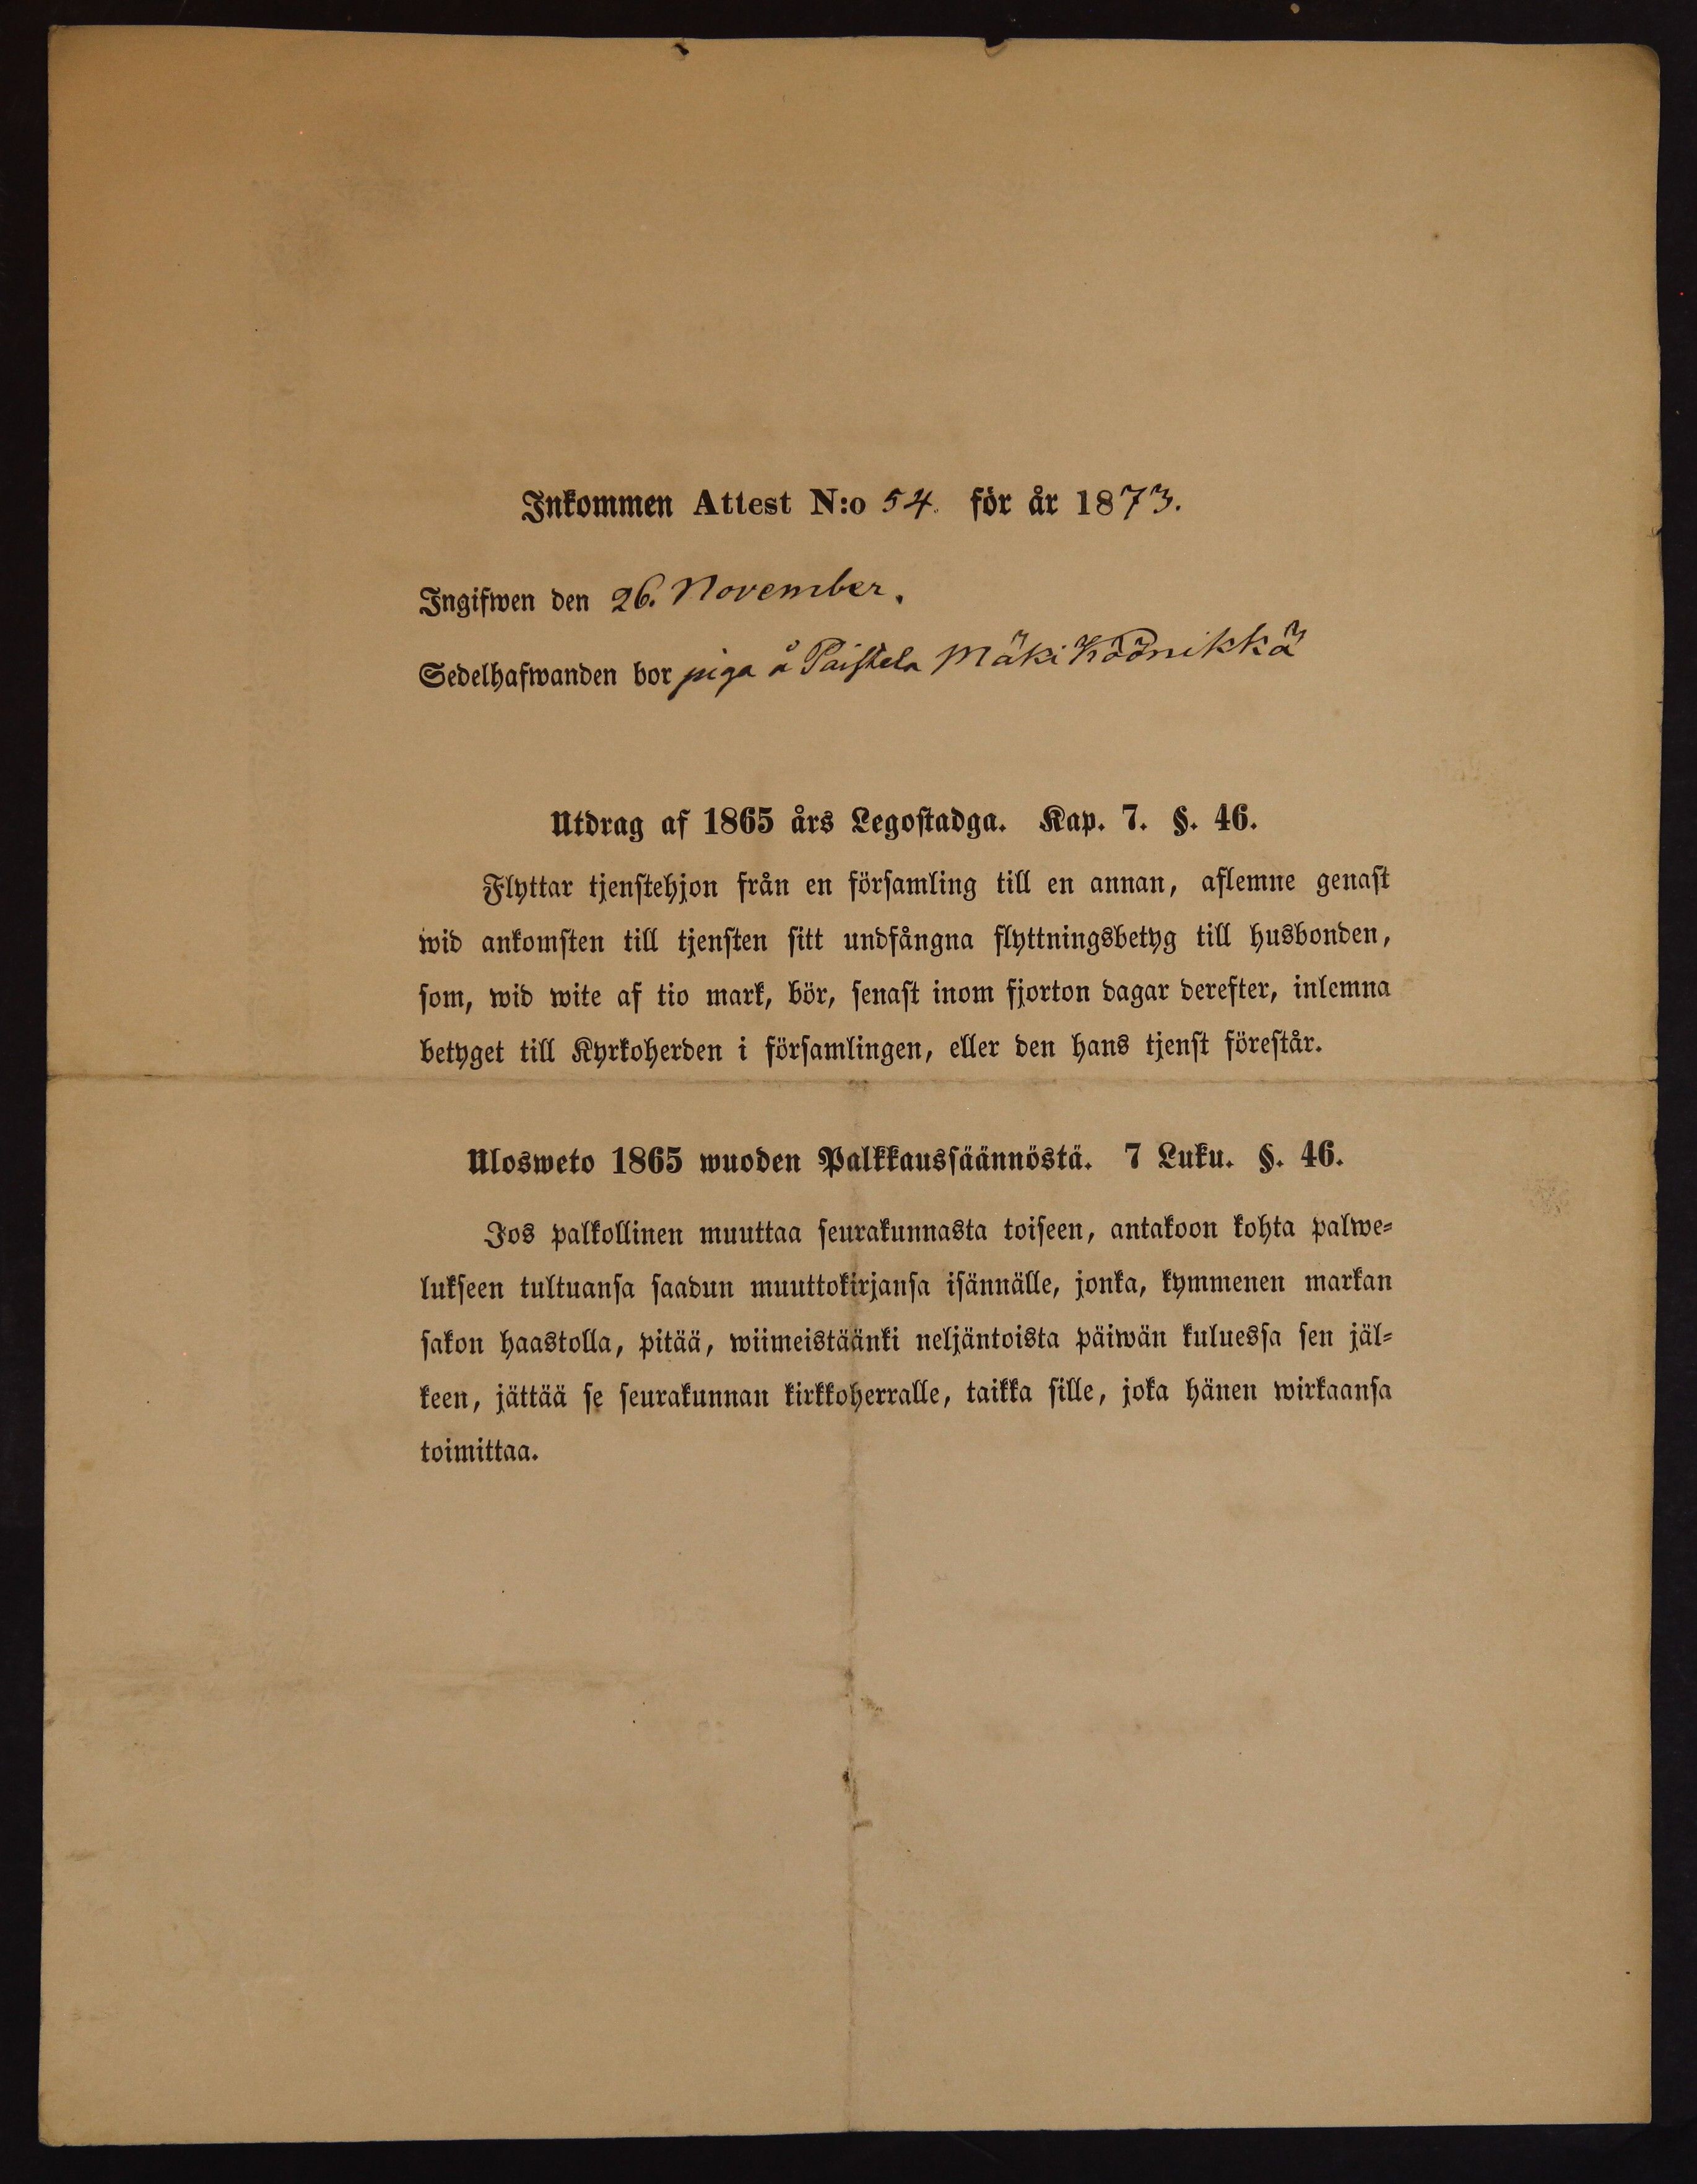 Inkommen Attest N:o 54. för år 1873.
Ingifwen den 26. November.
Sedelhafwanden bor piga å Paistela Mäki Köönikkä
Utdrag af 1865 års Legostadga. Kap. 7. §. 46.
Flyttar tjenstehjon från en församling till en annan, aflemne genast
wid ankomsten till tjensten sitt undfångna flyttningsbetyg till husbonden,
som, wid wite af tio mark, bör, senast inom fjorton dagar derefter, inlemna
betyget till Kyrkoherden i församlingen, eller den hans tjenst förestår.
Ulosweto 1865 wuoden Palkkaussäännöstä. 7 Luku. §. 46.
Jos palkollinen muuttaa seurakunnasta toiseen, antakoon kohta palwe-
lukseen tultuansa saadun muuttokirjansa isännälle, jonka, kymmenen markan
sakon haastolla, pitää, wiimeistäänki neljäntoista päiwän kuluessa sen jäl-
keen, jättää se seurakunnan kirkkoherralle, taikka sille, joka hänen wirkaansa
toimittaa.